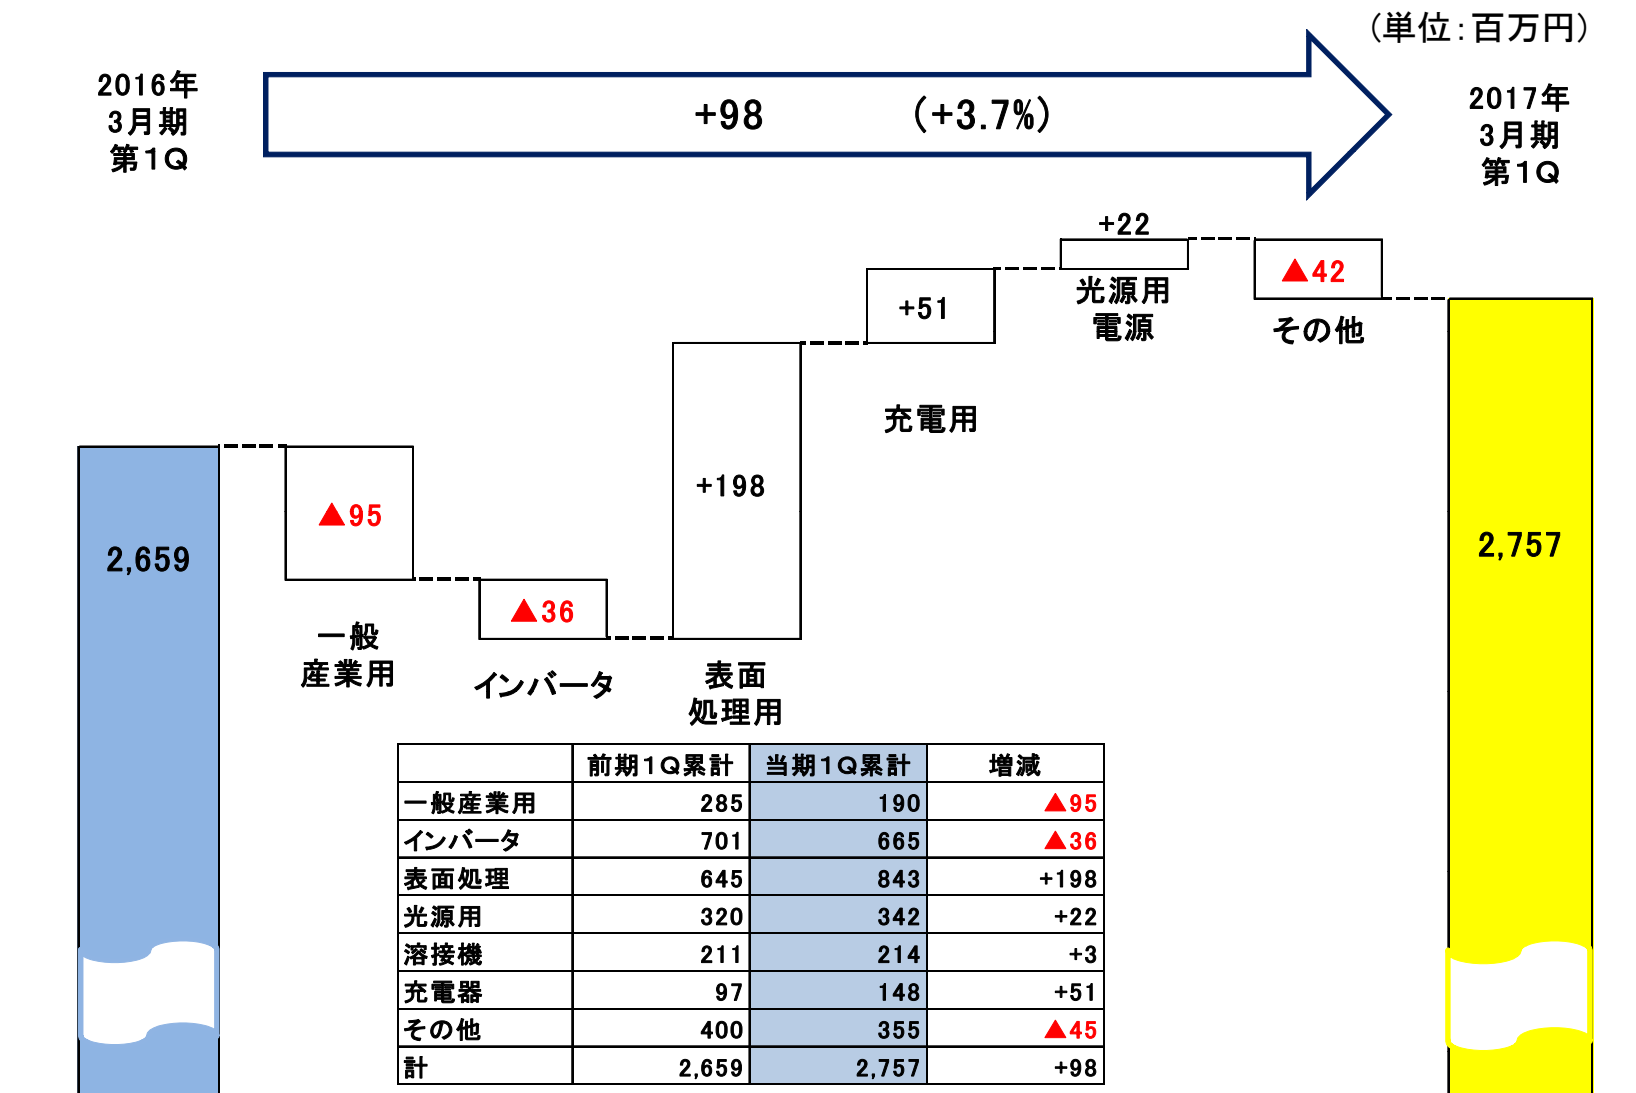 （単位：百万円）
2016年
3月期
第１Ｑ
+98 （+3.7%）
2017年
3月期
第１Ｑ
+22
▲42
+51
光源用
電源
その他
充電用
+198
▲95
2,659
2,757
▲36
一般
産業用
インバータ
表面
処理用
前期１Ｑ累計 当期１Ｑ累計 増減
一般産業用 285 190 ▲95
インバータ 701 665 ▲36
表面処理 645 843 +198
光源用 320 342 +22
溶接機 211 214 +3
充電器 97 148 +51
その他 400 355 ▲45
計 2,659 2,757 +98